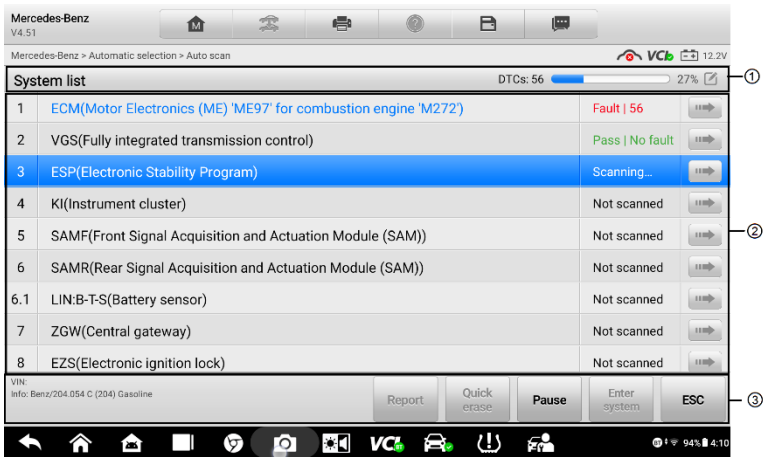 Mercedes-Benz
V4.51
M
Mercedes-Benz > Automatic selection > Auto scan
VCI 12.2V
System list DTCs: 56 27%
①
1 ECM(Motor Electronics (ME) 'ME97' for combustion engine 'M272') Fault | 56
2 VGS(Fully integrated transmission control) Pass | No fault
3 ESP(Electronic Stability Program) Scanning...
4 KI(Instrument cluster) Not scanned
5 SAMF(Front Signal Acquisition and Actuation Module (SAM)) Not scanned
②
6 SAMR(Rear Signal Acquisition and Actuation Module (SAM)) Not scanned
6.1 LIN:B-T-S(Battery sensor) Not scanned
7 ZGW(Central gateway) Not scanned
8 EZS(Electronic ignition lock) Not scanned
VIN:
Info: Benz/204.054 C (204) Gasoline
Report
Quick
erase
Pause
Enter
system
ESC
③
VCI 94% 4:10